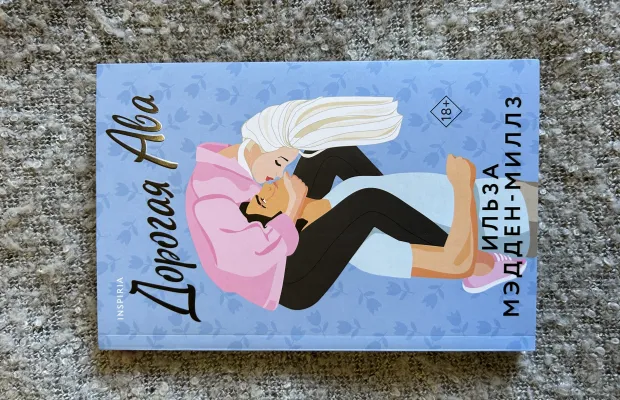 INSPIRIA
Дорогая Ава
18+
ИЛЬЗА
МЭДДЕН-МИЛЛЗ